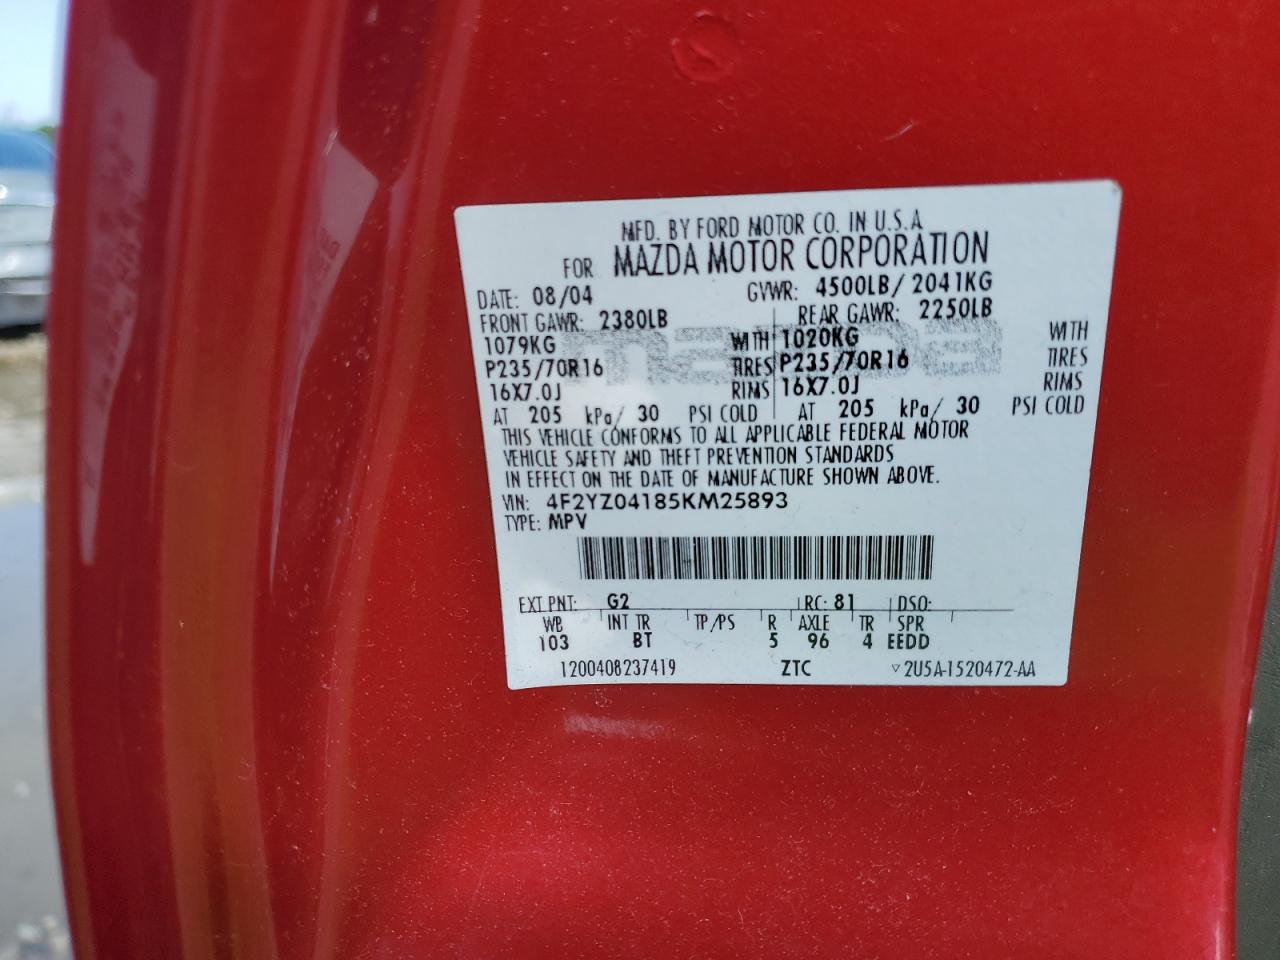 MFD. BY FORD MOTOR CO. IN U.S.A
FOR MAZDA MOTOR CORPORATION
DATE: 08/04 GVWR: 4500LB/2041KG
FRONT GAWR: 2380LB REAR GAWR: 2250LB
1079KG WITH 1020KG WITH
P235/70R16 TIRES P235/70R16 TIRES
16X7.0J RIMS 16X7.0J RIMS
AT 205 kPa/ 30 PSI COLD AT 205 kPa/ 30 PSI COLD
THIS VEHICLE CONFORMS TO ALL APPLICABLE FEDERAL MOTOR
VEHICLE SAFETY AND THEFT PREVENTION STANDARDS
IN EFFECT ON THE DATE OF MANUFACTURE SHOWN ABOVE.
VIN: 4F2YZ04185KM25893
TYPE: MPV
EXT PNT: G2 RC: 81 DSO:
WB INT TR TP/PS R AXLE TR SPR
103 BT 5 96 4 EEDD
1200408237419 ZTC ▽2U5A-1520472-AA